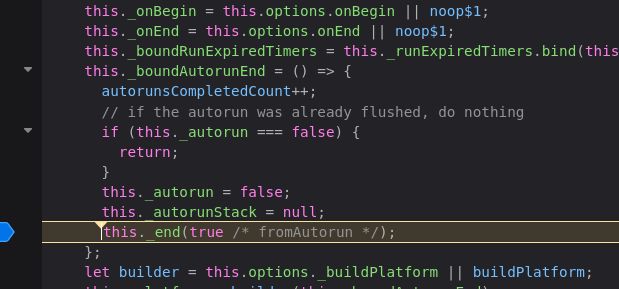 this._onBegin = this.options.onBegin || noop$1;
this._onEnd = this.options.onEnd || noop$1;
this._boundRunExpiredTimers = this._runExpiredTimers.bind(this
this._boundAutorunEnd = () => {
autorunsCompletedCount++;
// if the autorun was already flushed, do nothing
if (this._autorun === false) {
return;
}
this._autorun = false;
this._autorunStack = null;
this._end(true /* fromAutorun */);
};
let builder = this.options._buildPlatform || buildPlatform;